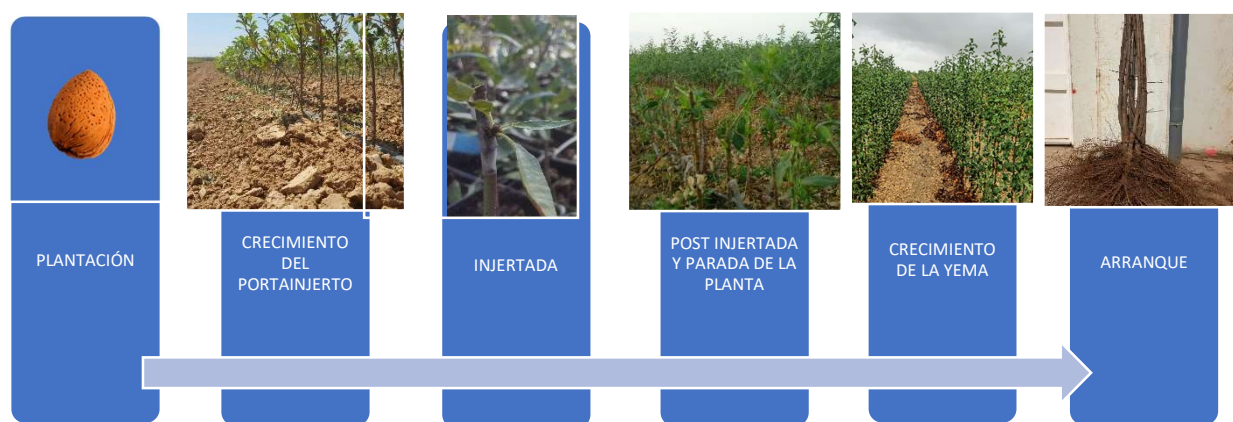 PLANTACIÓN
CRECIMIENTO
DEL
PORTAINJERTO
INJERTADA
POST INJERTADA
Y PARADA DE LA
PLANTA
CRECIMIENTO
DE LA YEMA
ARRANQUE